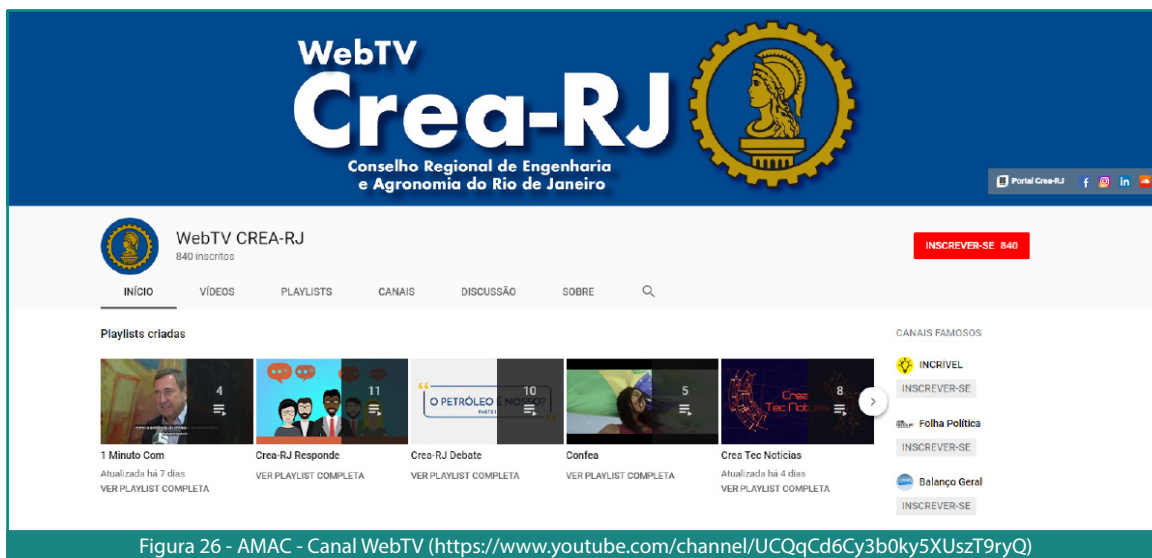 WebTV
Crea-RJ
Conselho Regional de Engenharia
e Agronomia do Rio de Janeiro
Portal Crea-RJ
WebTV CREA-RJ
840 inscritos
INSCREVER-SE 840
INÍCIO VÍDEOS PLAYLISTS CANAIS DISCUSSÃO SOBRE
Playlists criadas
CANAIS FAMOSOS
4
11
10
5
8
O PETRÓLEO É NOSSO?
Crea
Tec Notícias
1 Minuto Com
Atualizada há 7 dias
VER PLAYLIST COMPLETA
Crea-RJ Responde
VER PLAYLIST COMPLETA
Crea-RJ Debate
VER PLAYLIST COMPLETA
Confea
VER PLAYLIST COMPLETA
Crea Tec Noticias
Atualizada há 4 dias
VER PLAYLIST COMPLETA
INCRÍVEL
INSCREVER-SE
Folha Política
INSCREVER-SE
Balanço Geral
INSCREVER-SE
Figura 26 - AMAC - Canal WebTV (https://www.youtube.com/channel/UCQqCd6Cy3b0ky5XUszT9ryQ)